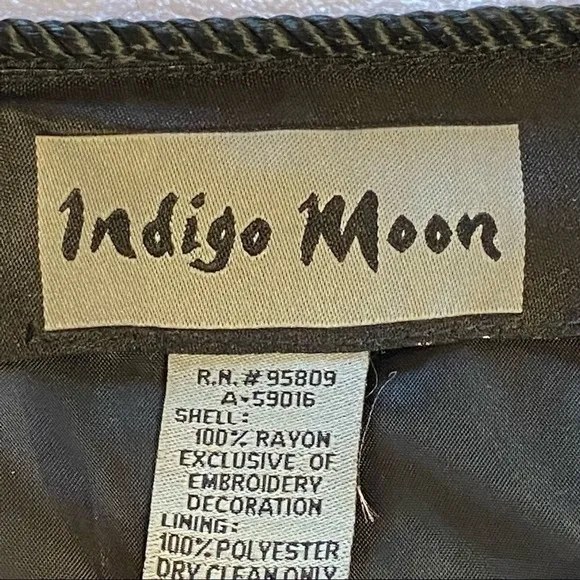 Indigo Moon
R.N.# 95809
A-59016
SHELL:
100% RAYON
EXCLUSIVE OF
EMBROIDERY
DECORATION
LINING:
100% POLYESTER
DRY CLEAN ONLY